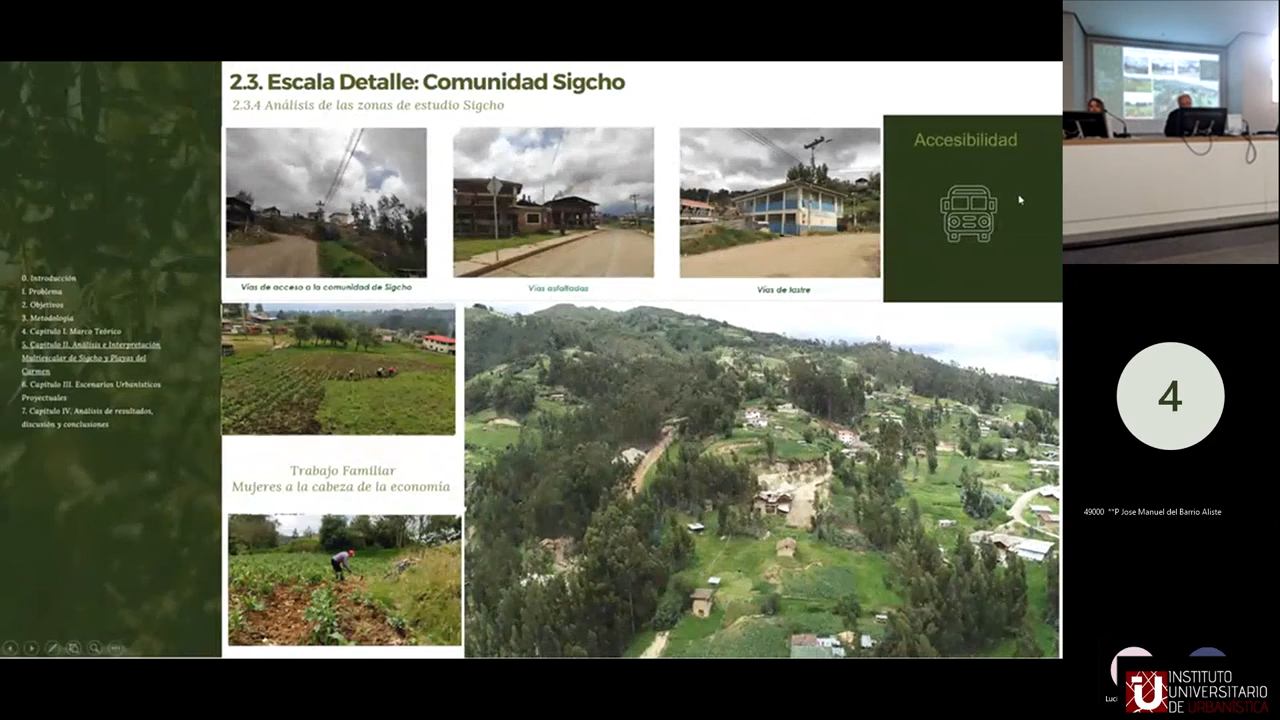 2.3. Escala Detalle: Comunidad Sigcho
2.3.4 Análisis de las zonas de estudio Sigcho
Accesibilidad
Vías de acceso a la comunidad de Sigcho
Vías asfaltadas
Vías de lastre
0. Introducción
1. Problema
2. Objetivos
3. Metodología
4. Capítulo I. Marco Teórico
5. Capítulo II. Análisis e Interpretación
Multiescalar de Sigcho y Playas del
Carmen
6. Capítulo III. Escenarios Urbanísticos
Proyectuales
7. Capítulo IV. Análisis de resultados,
discusión y conclusiones
Trabajo Familiar
Mujeres a la cabeza de la economía
4
49000 **P Jose Manuel del Barrio Aliste
Luci
INSTITUTO
UNIVERSITARIO
DE URBANÍSTICA